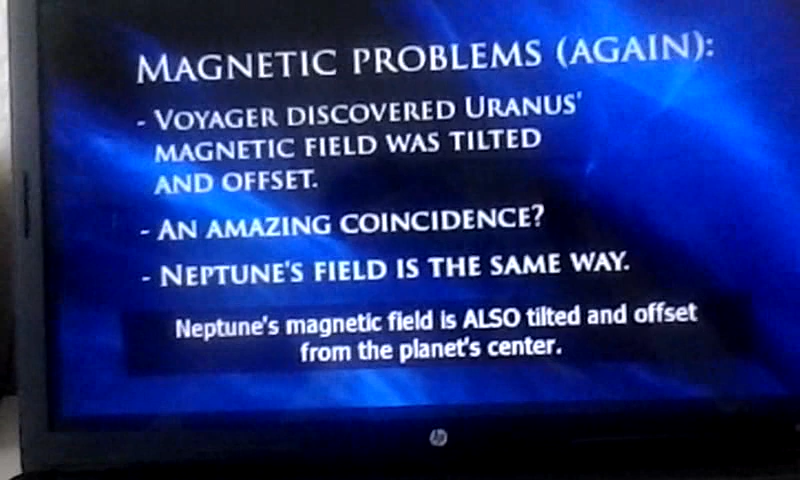 MAGNETIC PROBLEMS (AGAIN):
- VOYAGER DISCOVERED URANUS'
MAGNETIC FIELD WAS TILTED
AND OFFSET.
- AN AMAZING COINCIDENCE?
- NEPTUNE'S FIELD IS THE SAME WAY.
Neptune's magnetic field is ALSO tilted and offset
from the planet's center.
hp